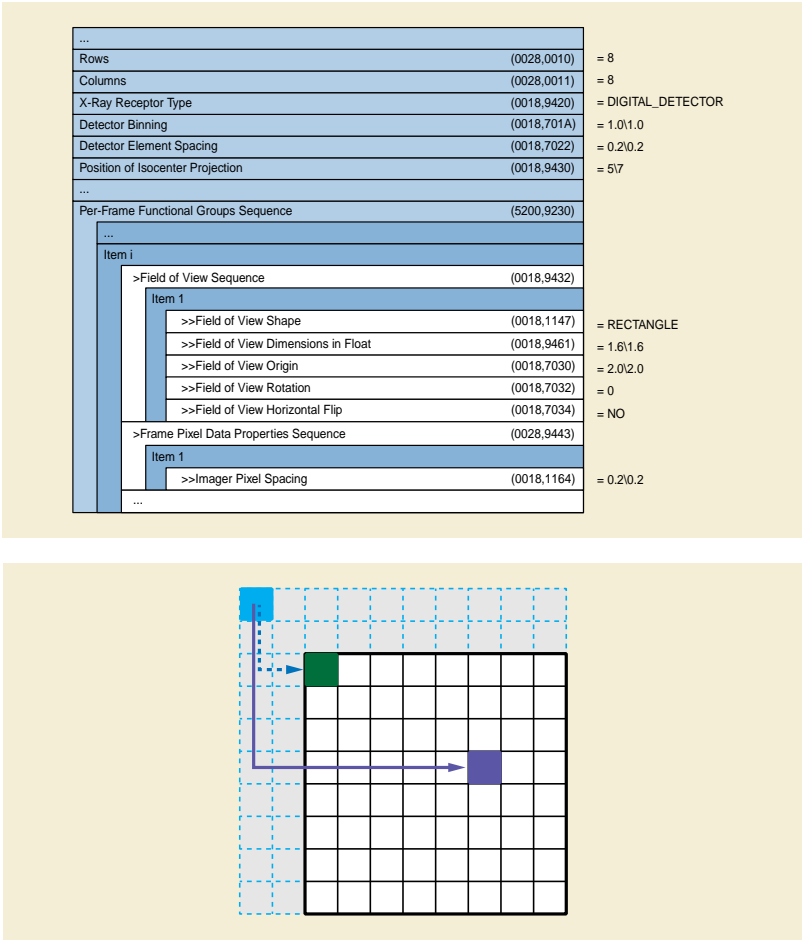 ...
Rows (0028,0010) = 8
Columns (0028,0011) = 8
X-Ray Receptor Type (0018,9420) = DIGITAL_DETECTOR
Detector Binning (0018,701A) = 1.0\1.0
Detector Element Spacing (0018,7022) = 0.2\0.2
Position of Isocenter Projection (0018,9430) = 5\7
...
Per-Frame Functional Groups Sequence (5200,9230)
...
Item i
>Field of View Sequence (0018,9432)
Item 1
>>Field of View Shape (0018,1147) = RECTANGLE
>>Field of View Dimensions in Float (0018,9461) = 1.6\1.6
>>Field of View Origin (0018,7030) = 2.0\2.0
>>Field of View Rotation (0018,7032) = 0
>>Field of View Horizontal Flip (0018,7034) = NO
>Frame Pixel Data Properties Sequence (0028,9443)
Item 1
>>Imager Pixel Spacing (0018,1164) = 0.2\0.2
...